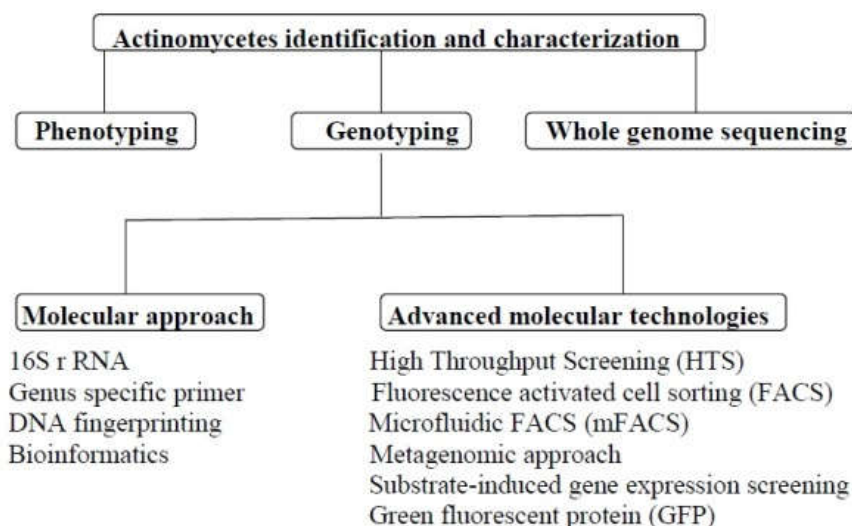 Actinomycetes identification and characterization
Phenotyping
Genotyping
Whole genome sequencing
Molecular approach
16S r RNA
Genus specific primer
DNA fingerprinting
Bioinformatics
Advanced molecular technologies
High Throughput Screening (HTS)
Fluorescence activated cell sorting (FACS)
Microfluidic FACS (mFACS)
Metagenomic approach
Substrate-induced gene expression screening
Green fluorescent protein (GFP)